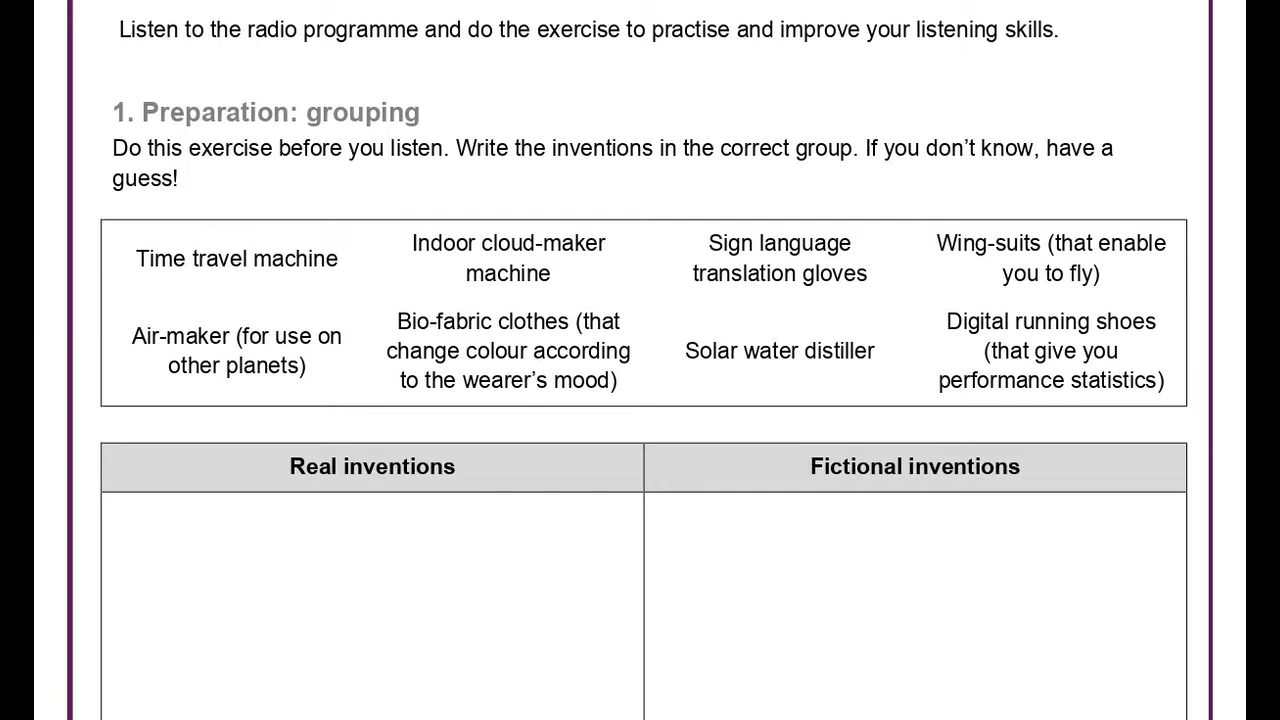 Listen to the radio programme and do the exercise to practise and improve your listening skills.
1. Preparation: grouping
Do this exercise before you listen. Write the inventions in the correct group. If you don’t know, have a
guess!
Time travel machine
Indoor cloud-maker
machine
Sign language
translation gloves
Wing-suits (that enable
you to fly)
Air-maker (for use on
other planets)
Bio-fabric clothes (that
change colour according
to the wearer’s mood)
Solar water distiller
Digital running shoes
(that give you
performance statistics)
Real inventions
Fictional inventions